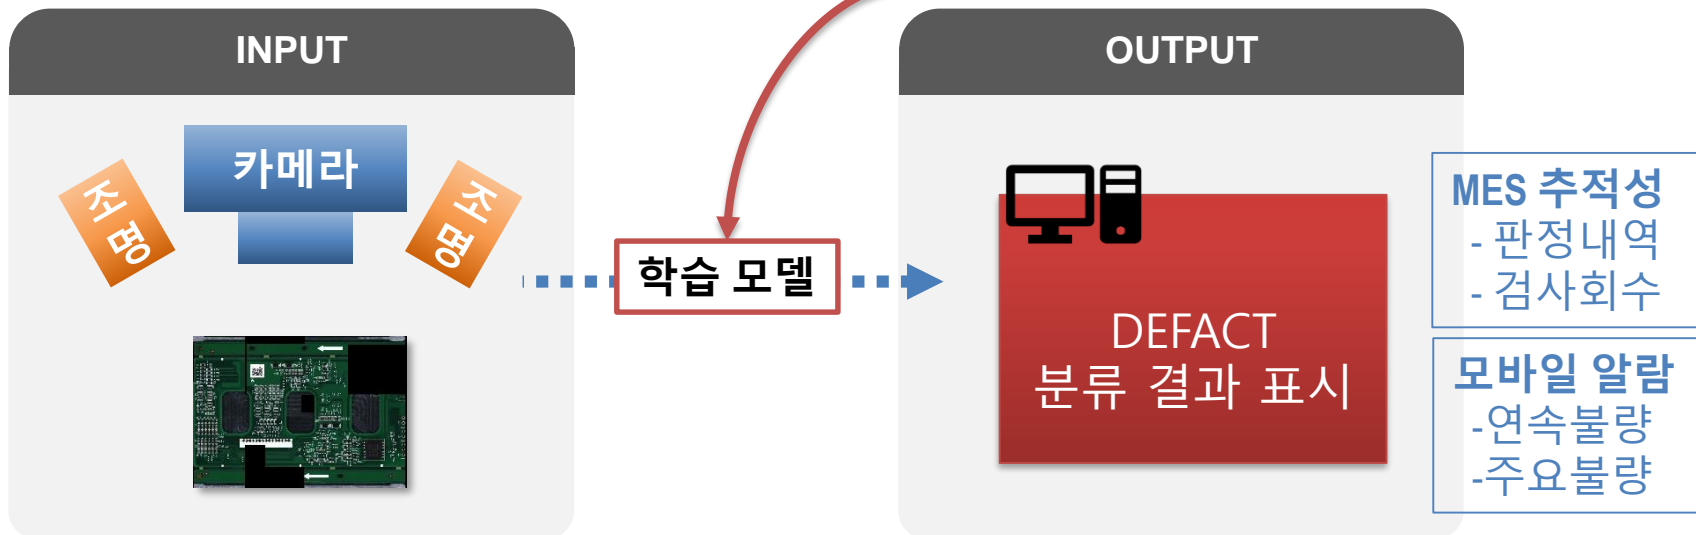 INPUT
카메라
조명
조명
학습 모델
OUTPUT
DEFACT
분류 결과 표시
MES 추적성
- 판정내역
- 검사회수
모바일 알람
-연속불량
-주요불량